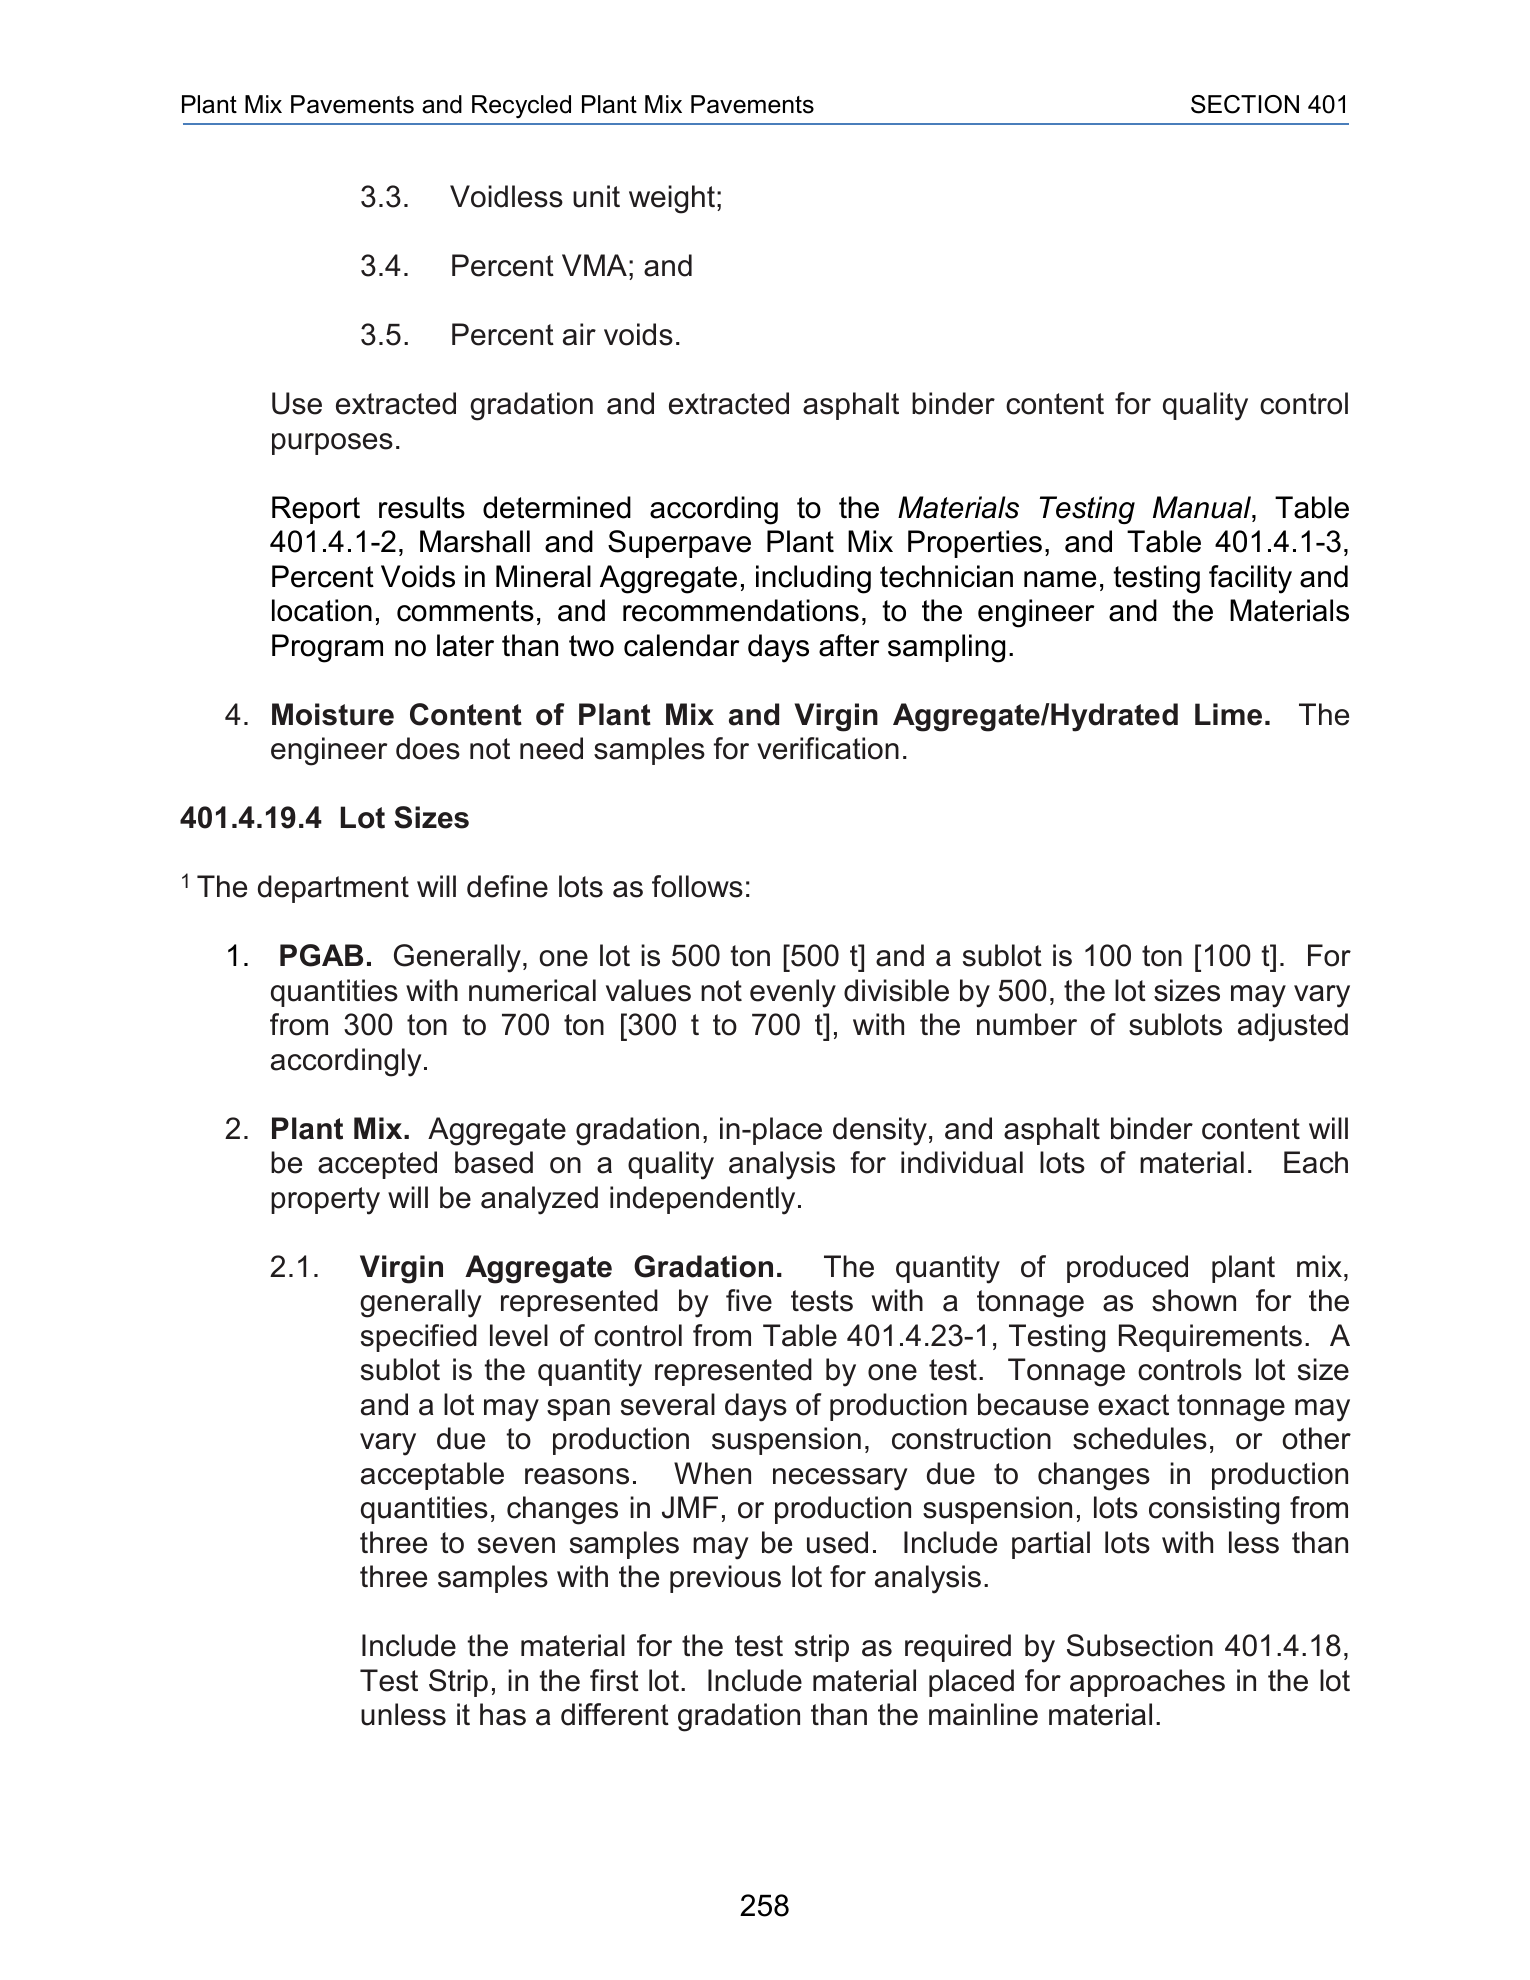 Plant Mix Pavements and Recycled Plant Mix Pavements SECTION 401
3.3. Voidless unit weight;
3.4. Percent VMA; and
3.5. Percent air voids.
Use extracted gradation and extracted asphalt binder content for quality control
purposes.
Report results determined according to the Materials Testing Manual, Table
401.4.1-2, Marshall and Superpave Plant Mix Properties, and Table 401.4.1-3,
Percent Voids in Mineral Aggregate, including technician name, testing facility and
location, comments, and recommendations, to the engineer and the Materials
Program no later than two calendar days after sampling.
4. Moisture Content of Plant Mix and Virgin Aggregate/Hydrated Lime. The
engineer does not need samples for verification.
401.4.19.4 Lot Sizes
1 The department will define lots as follows:
1. PGAB. Generally, one lot is 500 ton [500 t] and a sublot is 100 ton [100 t]. For
quantities with numerical values not evenly divisible by 500, the lot sizes may vary
from 300 ton to 700 ton [300 t to 700 t], with the number of sublots adjusted
accordingly.
2. Plant Mix. Aggregate gradation, in-place density, and asphalt binder content will
be accepted based on a quality analysis for individual lots of material. Each
property will be analyzed independently.
2.1. Virgin Aggregate Gradation. The quantity of produced plant mix,
generally represented by five tests with a tonnage as shown for the
specified level of control from Table 401.4.23-1, Testing Requirements. A
sublot is the quantity represented by one test. Tonnage controls lot size
and a lot may span several days of production because exact tonnage may
vary due to production suspension, construction schedules, or other
acceptable reasons. When necessary due to changes in production
quantities, changes in JMF, or production suspension, lots consisting from
three to seven samples may be used. Include partial lots with less than
three samples with the previous lot for analysis.
Include the material for the test strip as required by Subsection 401.4.18,
Test Strip, in the first lot. Include material placed for approaches in the lot
unless it has a different gradation than the mainline material.
258